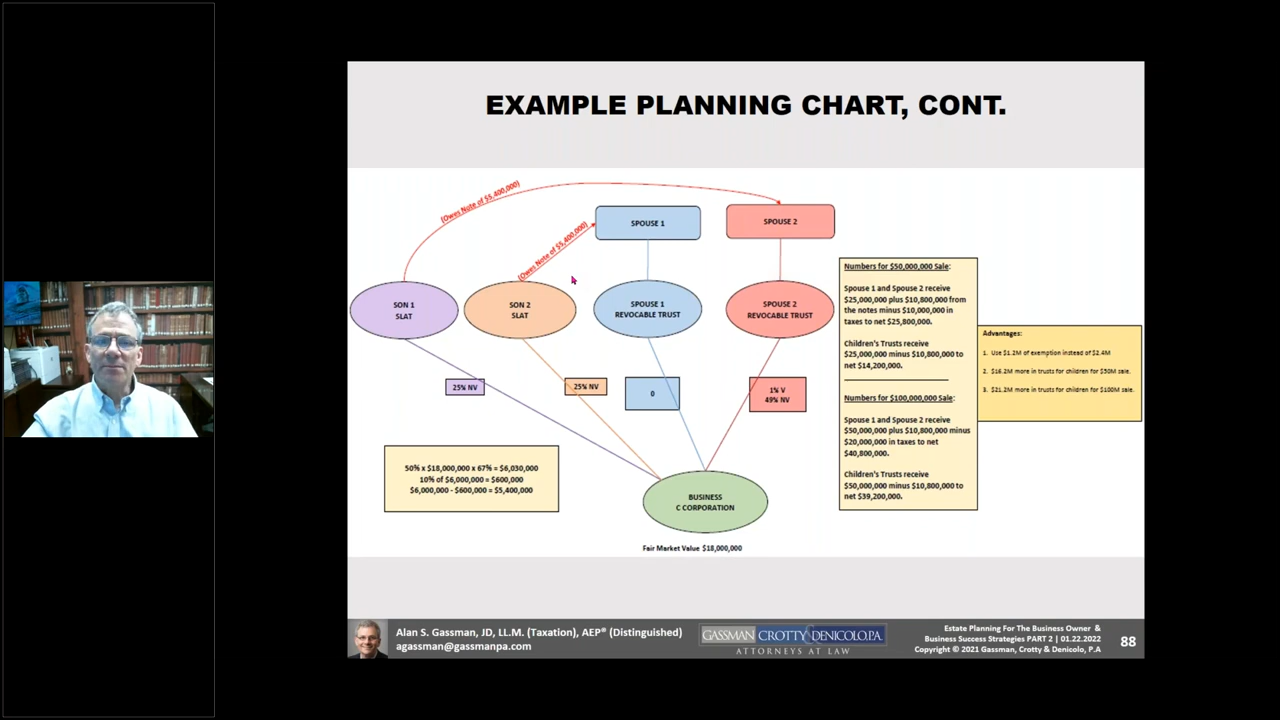 EXAMPLE PLANNING CHART, CONT.
(Owes Note of $5,400,000)
(Owes Note of $5,400,000)
SPOUSE 1
SPOUSE 2
SON 1
SLAT
SON 2
SLAT
SPOUSE 1
REVOCABLE TRUST
SPOUSE 2
REVOCABLE TRUST
25% NV
25% NV
0
1% V
49% NV
50% x $18,000,000 x 67% = $6,030,000
10% of $6,000,000 = $600,000
$6,000,000 - $600,000 = $5,400,000
BUSINESS
C CORPORATION
Fair Market Value $18,000,000
Numbers for $50,000,000 Sale:
Spouse 1 and Spouse 2 receive
$25,000,000 plus $10,800,000 from
the notes minus $10,000,000 in
taxes to net $25,800,000.
Children's Trusts receive
$25,000,000 minus $10,800,000 to
net $14,200,000.
Numbers for $100,000,000 Sale:
Spouse 1 and Spouse 2 receive
$50,000,000 plus $10,800,000 minus
$20,000,000 in taxes to net
$40,800,000.
Children's Trusts receive
$50,000,000 minus $10,800,000 to
net $39,200,000.
Advantages:
1. Use $1.2M of exemption instead of $2.4M
2. $16.2M more in trusts for children for $50M sale.
3. $21.2M more in trusts for children for $100M sale.
Alan S. Gassman, JD, LL.M. (Taxation), AEP® (Distinguished)
agassman@gassmanpa.com
GASSMAN CROTTY & DENICOLO, P.A.
ATTORNEYS AT LAW
Estate Planning For The Business Owner &
Business Success Strategies PART 2 | 01.22.2022
Copyright © 2021 Gassman, Crotty & Denicolo, P.A
88